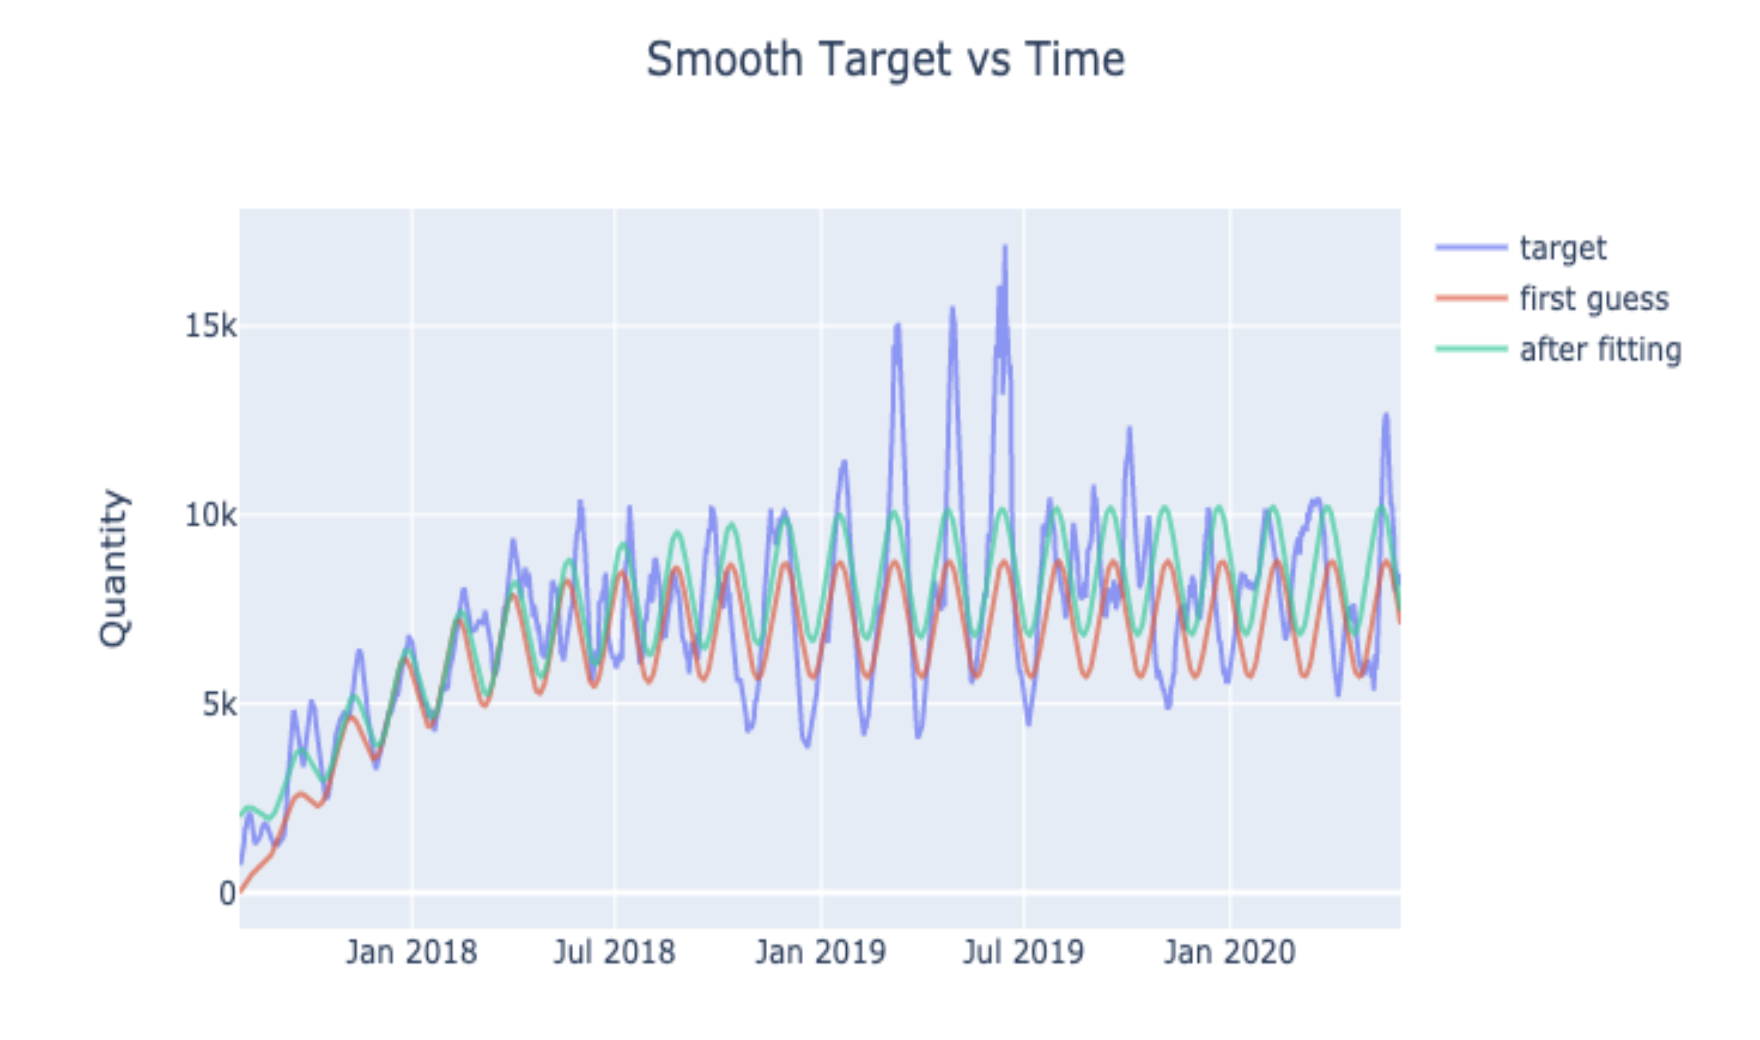 Smooth Target vs Time
target
first guess
after fitting
Quantity
15k
10k
5k
0
Jan 2018
Jul 2018
Jan 2019
Jul 2019
Jan 2020